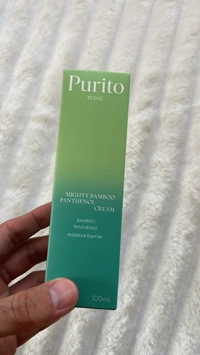 Purito
SEOUL
MIGHTY BAMBOO
PANTHENOL
CREAM
BAMBOO
PANTHENOL
moisture barrier
100mL